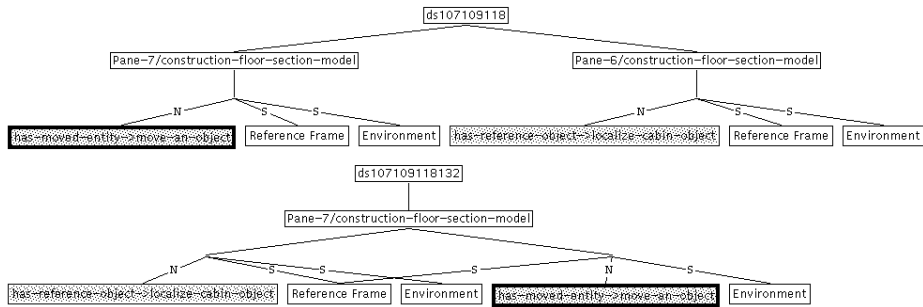 ds107109118
Pane-7/construction-floor-section-model Pane-6/construction-floor-section-model
N S S N S S
has-moved-entity->move-an-object Reference Frame Environment has-reference-object->localize-cabin-object Reference Frame Environment
ds107109118132
Pane-7/construction-floor-section-model
N S S S N S
has-reference-object->localize-cabin-object Reference Frame Environment has-moved-entity->move-an-object Environment